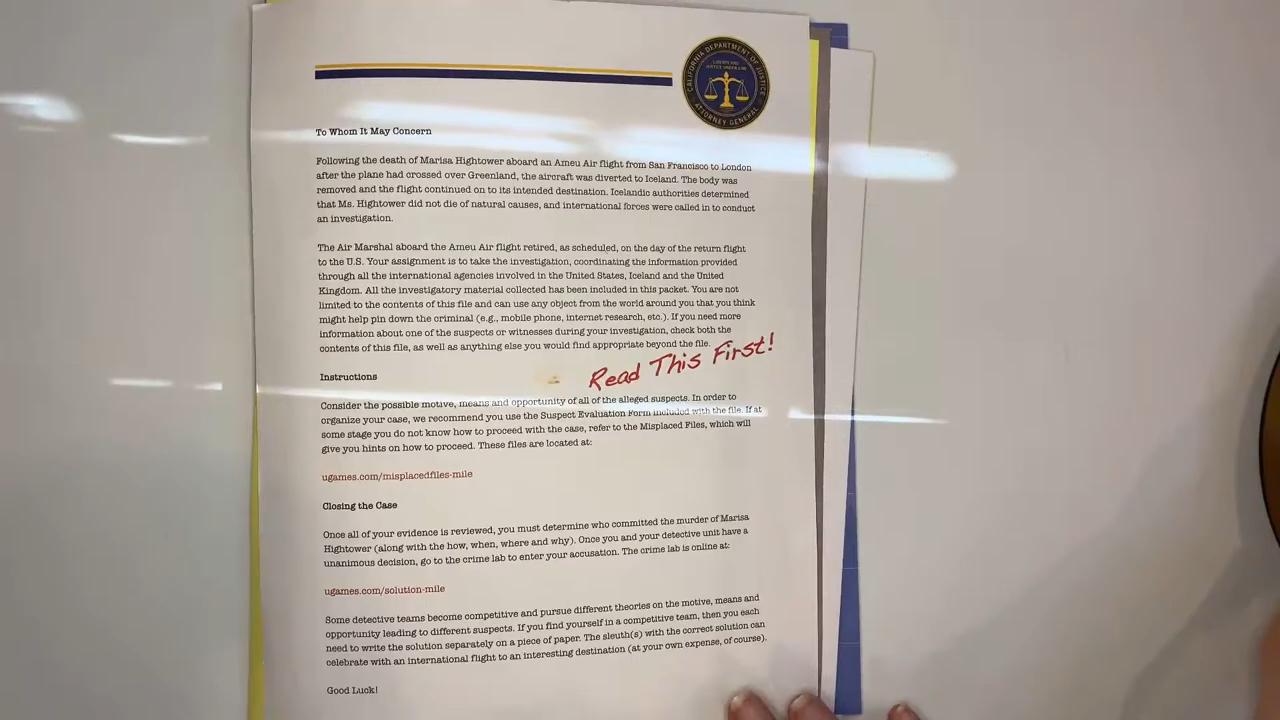 CALIFORNIA DEPARTMENT OF JUSTICE
LIBERTY AND
JUSTICE UNDER LAW
ATTORNEY GENERAL
To Whom It May Concern
Following the death of Marisa Hightower aboard an Ameu Air flight from San Francisco to London
after the plane had crossed over Greenland, the aircraft was diverted to Iceland. The body was
removed and the flight continued on to its intended destination. Icelandic authorities determined
that Ms. Hightower did not die of natural causes, and international forces were called in to conduct
an investigation.
The Air Marshal aboard the Ameu Air flight retired, as scheduled, on the day of the return flight
to the U.S. Your assignment is to take the investigation, coordinating the information provided
through all the international agencies involved in the United States, Iceland and the United
Kingdom. All the investigatory material collected has been included in this packet. You are not
limited to the contents of this file and can use any object from the world around you that you think
might help pin down the criminal (e.g., mobile phone, internet research, etc.). If you need more
information about one of the suspects or witnesses during your investigation, check both the
contents of this file, as well as anything else you would find appropriate beyond the file.
Read This First!
Instructions
Consider the possible motive, means and opportunity of all of the alleged suspects. In order to
organize your case, we recommend you use the Suspect Evaluation Form included with the file. If at
some stage you do not know how to proceed with the case, refer to the Misplaced Files, which will
give you hints on how to proceed. These files are located at:
ugames.com/misplacedfiles-mile
Closing the Case
Once all of your evidence is reviewed, you must determine who committed the murder of Marisa
Hightower (along with the how, when, where and why). Once you and your detective unit have a
unanimous decision, go to the crime lab to enter your accusation. The crime lab is online at:
ugames.com/solution-mile
Some detective teams become competitive and pursue different theories on the motive, means and
opportunity leading to different suspects. If you find yourself in a competitive team, then you each
need to write the solution separately on a piece of paper. The sleuth(s) with the correct solution can
celebrate with an international flight to an interesting destination (at your own expense, of course).
Good Luck!